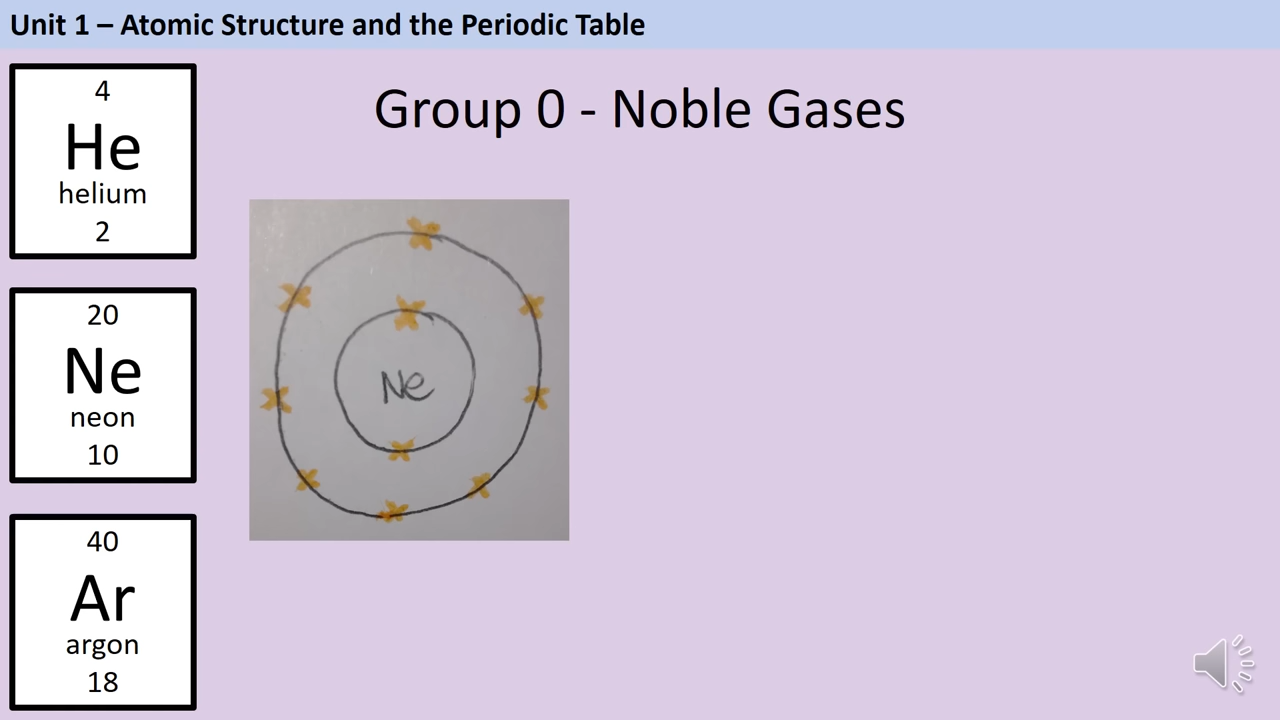 Unit 1 – Atomic Structure and the Periodic Table
Group 0 - Noble Gases
4
He
helium
2
20
Ne
neon
10
40
Ar
argon
18
Ne